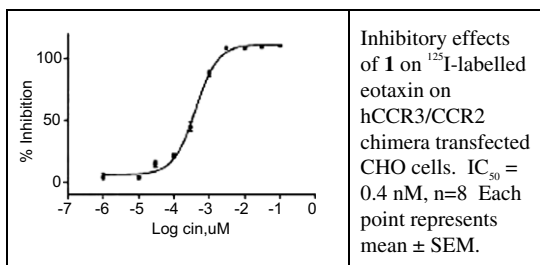 100
50
0
% Inhibition
-7 -6 -5 -4 -3 -2 -1 0
Log cin,uM
Inhibitory effects
of 1 on ¹²⁵I-labelled
eotaxin on
hCCR3/CCR2
chimera transfected
CHO cells. IC₅₀ =
0.4 nM, n=8 Each
point represents
mean ± SEM.